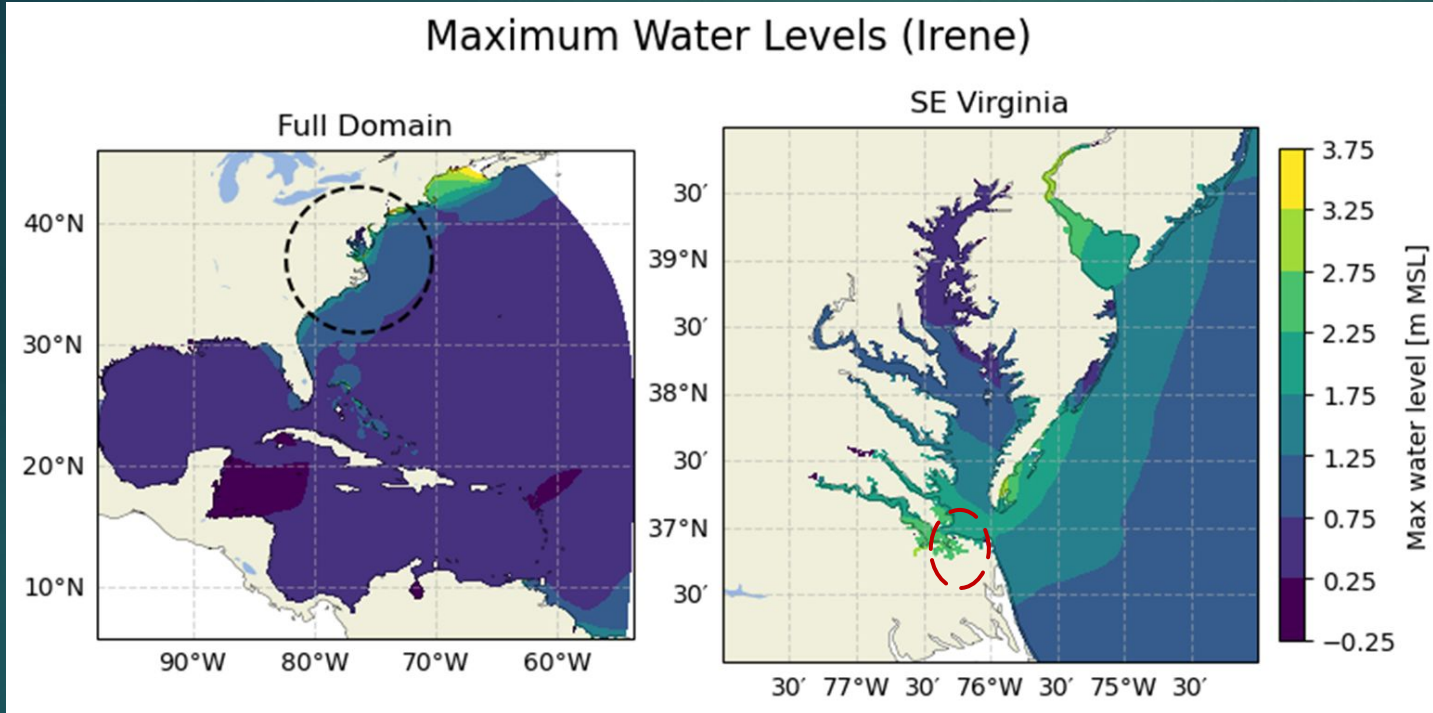 Maximum Water Levels (Irene)
Full Domain
40°N
30°N
20°N
10°N
90°W 80°W 70°W 60°W
SE Virginia
30′
39°N
30′
38°N
30′
37°N
30′
30′ 77°W 30′ 76°W 30′ 75°W 30′
3.75
3.25
2.75
2.25
1.75
1.25
0.75
0.25
−0.25
Max water level [m MSL]